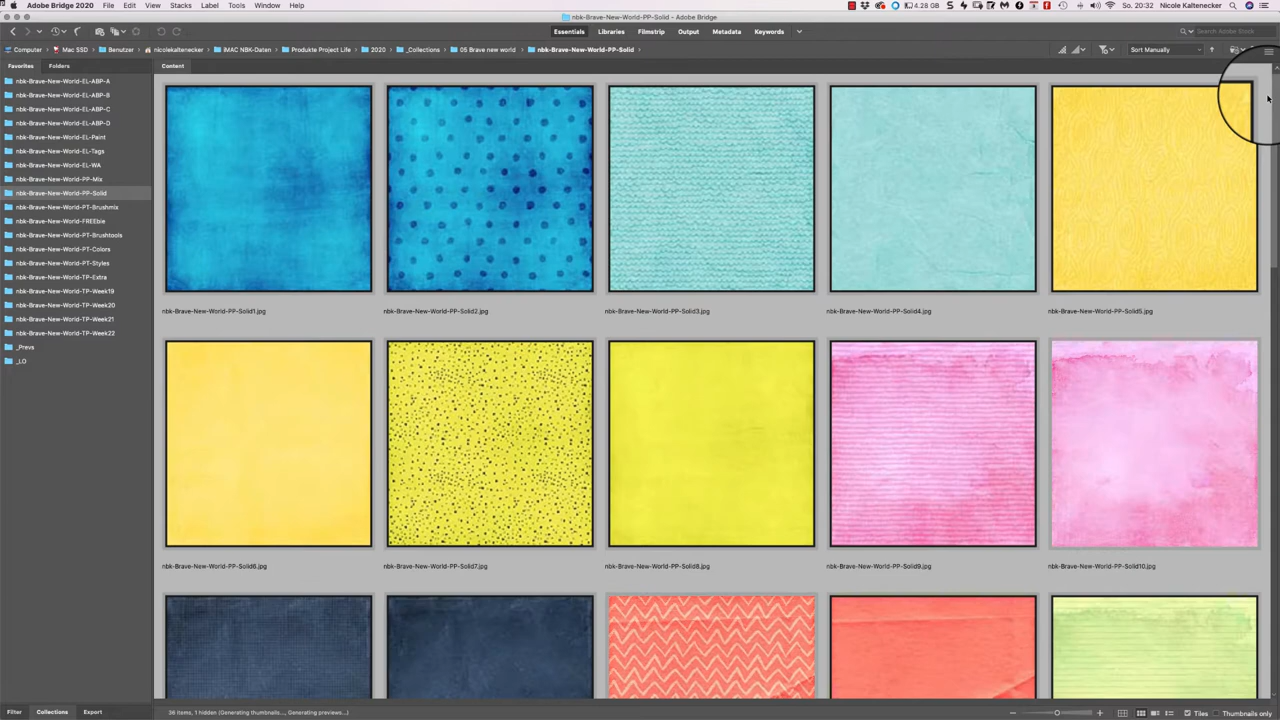 Adobe Bridge 2020 File Edit View Stacks Label Tools Window Help 4.28 GB So. 20:32 Nicole Kaltenecker
nbk-Brave-New-World-PP-Solid - Adobe Bridge
Essentials Libraries Filmstrip Output Metadata Keywords Search Adobe Stock
Computer Mac SSD Benutzer nicolekaltenecker iMAC NBK-Daten Produkte Project Life 2020 _Collections 05 Brave new world nbk-Brave-New-World-PP-Solid Sort Manually
Favorites Folders Content
nbk-Brave-New-World-EL-ABP-A
nbk-Brave-New-World-EL-ABP-B
nbk-Brave-New-World-EL-ABP-C
nbk-Brave-New-World-EL-ABP-D
nbk-Brave-New-World-EL-Paint
nbk-Brave-New-World-EL-Tags
nbk-Brave-New-World-EL-WA
nbk-Brave-New-World-PP-Mix
nbk-Brave-New-World-PP-Solid
nbk-Brave-New-World-PT-Brushmix
nbk-Brave-New-World-FREEbie
nbk-Brave-New-World-PT-Brushtools
nbk-Brave-New-World-PT-Colors
nbk-Brave-New-World-PT-Styles
nbk-Brave-New-World-TP-Extra
nbk-Brave-New-World-TP-Week19
nbk-Brave-New-World-TP-Week20
nbk-Brave-New-World-TP-Week21
nbk-Brave-New-World-TP-Week22
_Prevs
_LO
nbk-Brave-New-World-PP-Solid1.jpg nbk-Brave-New-World-PP-Solid2.jpg nbk-Brave-New-World-PP-Solid3.jpg nbk-Brave-New-World-PP-Solid4.jpg nbk-Brave-New-World-PP-Solid5.jpg
nbk-Brave-New-World-PP-Solid6.jpg nbk-Brave-New-World-PP-Solid7.jpg nbk-Brave-New-World-PP-Solid8.jpg nbk-Brave-New-World-PP-Solid9.jpg nbk-Brave-New-World-PP-Solid10.jpg
Filter Collections Export 36 items, 1 hidden (Generating thumbnails..., Generating previews...) Tiles Thumbnails only